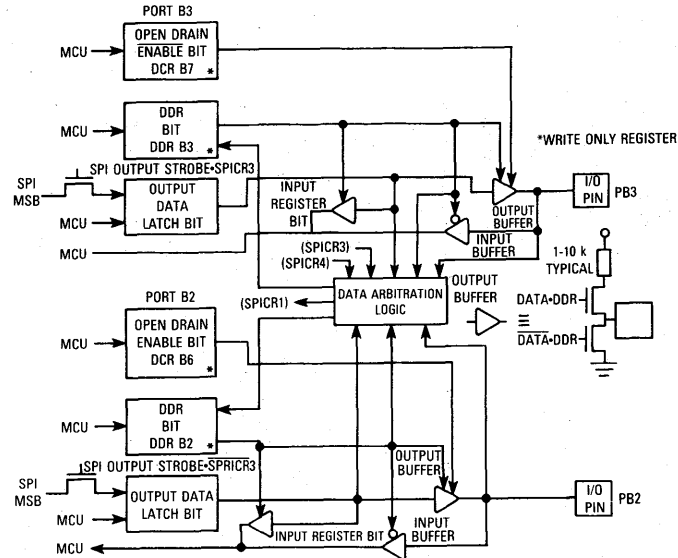 PORT B3
MCU
OPEN DRAIN
ENABLE BIT
DCR B7
*
MCU
DDR
BIT
DDR B3
*
*WRITE ONLY REGISTER
SPI OUTPUT STROBE•SPICR3
SPI
MSB
MCU
OUTPUT
DATA
LATCH BIT
INPUT
REGISTER
BIT
OUTPUT
BUFFER
I/O
PIN
PB3
MCU
INPUT
BUFFER
(SPICR3)
(SPICR4)
1-10 k
TYPICAL
(SPICR1)
DATA ARBITRATION
LOGIC
OUTPUT
BUFFER
≡
DATA•DDR
DATA•DDR
PORT B2
MCU
OPEN DRAIN
ENABLE BIT
DCR B6
*
MCU
DDR
BIT
DDR B2
*
SPI OUTPUT STROBE•SPRICR3
SPI
MSB
MCU
OUTPUT DATA
LATCH BIT
OUTPUT
BUFFER
I/O
PIN
PB2
MCU
INPUT REGISTER BIT
INPUT
BUFFER